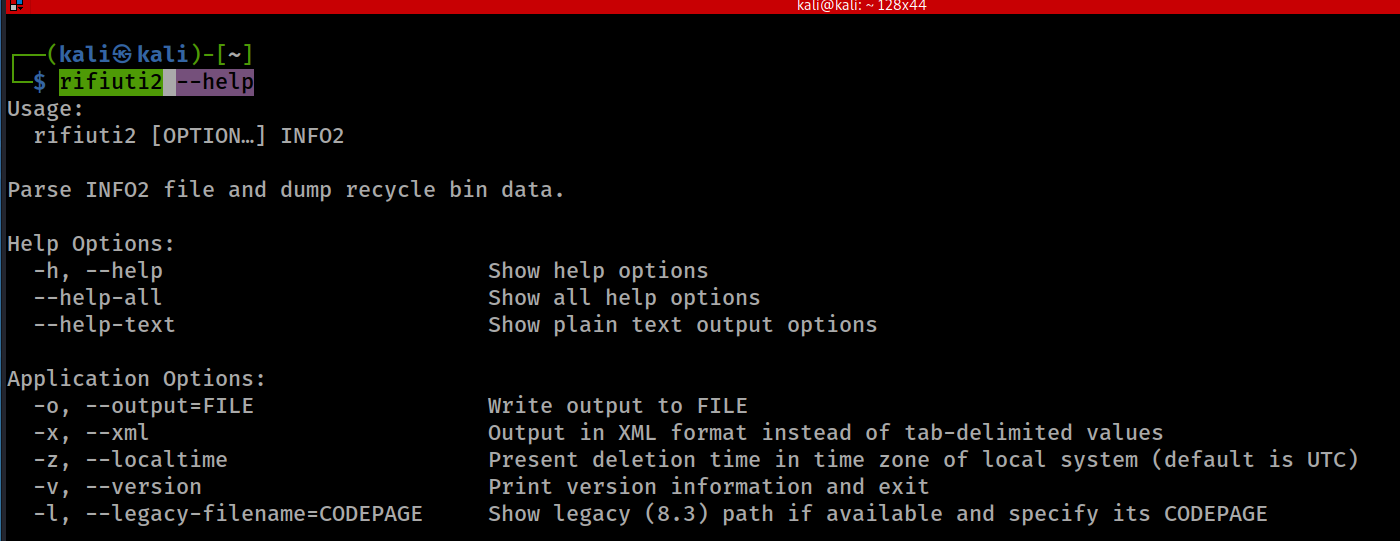 kali@kali: ~ 128x44
┌──(kali㉿kali)-[~]
└─$ rifiuti2 --help
Usage:
  rifiuti2 [OPTION…] INFO2

Parse INFO2 file and dump recycle bin data.

Help Options:
  -h, --help                         Show help options
  --help-all                         Show all help options
  --help-text                        Show plain text output options

Application Options:
  -o, --output=FILE                  Write output to FILE
  -x, --xml                          Output in XML format instead of tab-delimited values
  -z, --localtime                    Present deletion time in time zone of local system (default is UTC)
  -v, --version                      Print version information and exit
  -l, --legacy-filename=CODEPAGE     Show legacy (8.3) path if available and specify its CODEPAGE